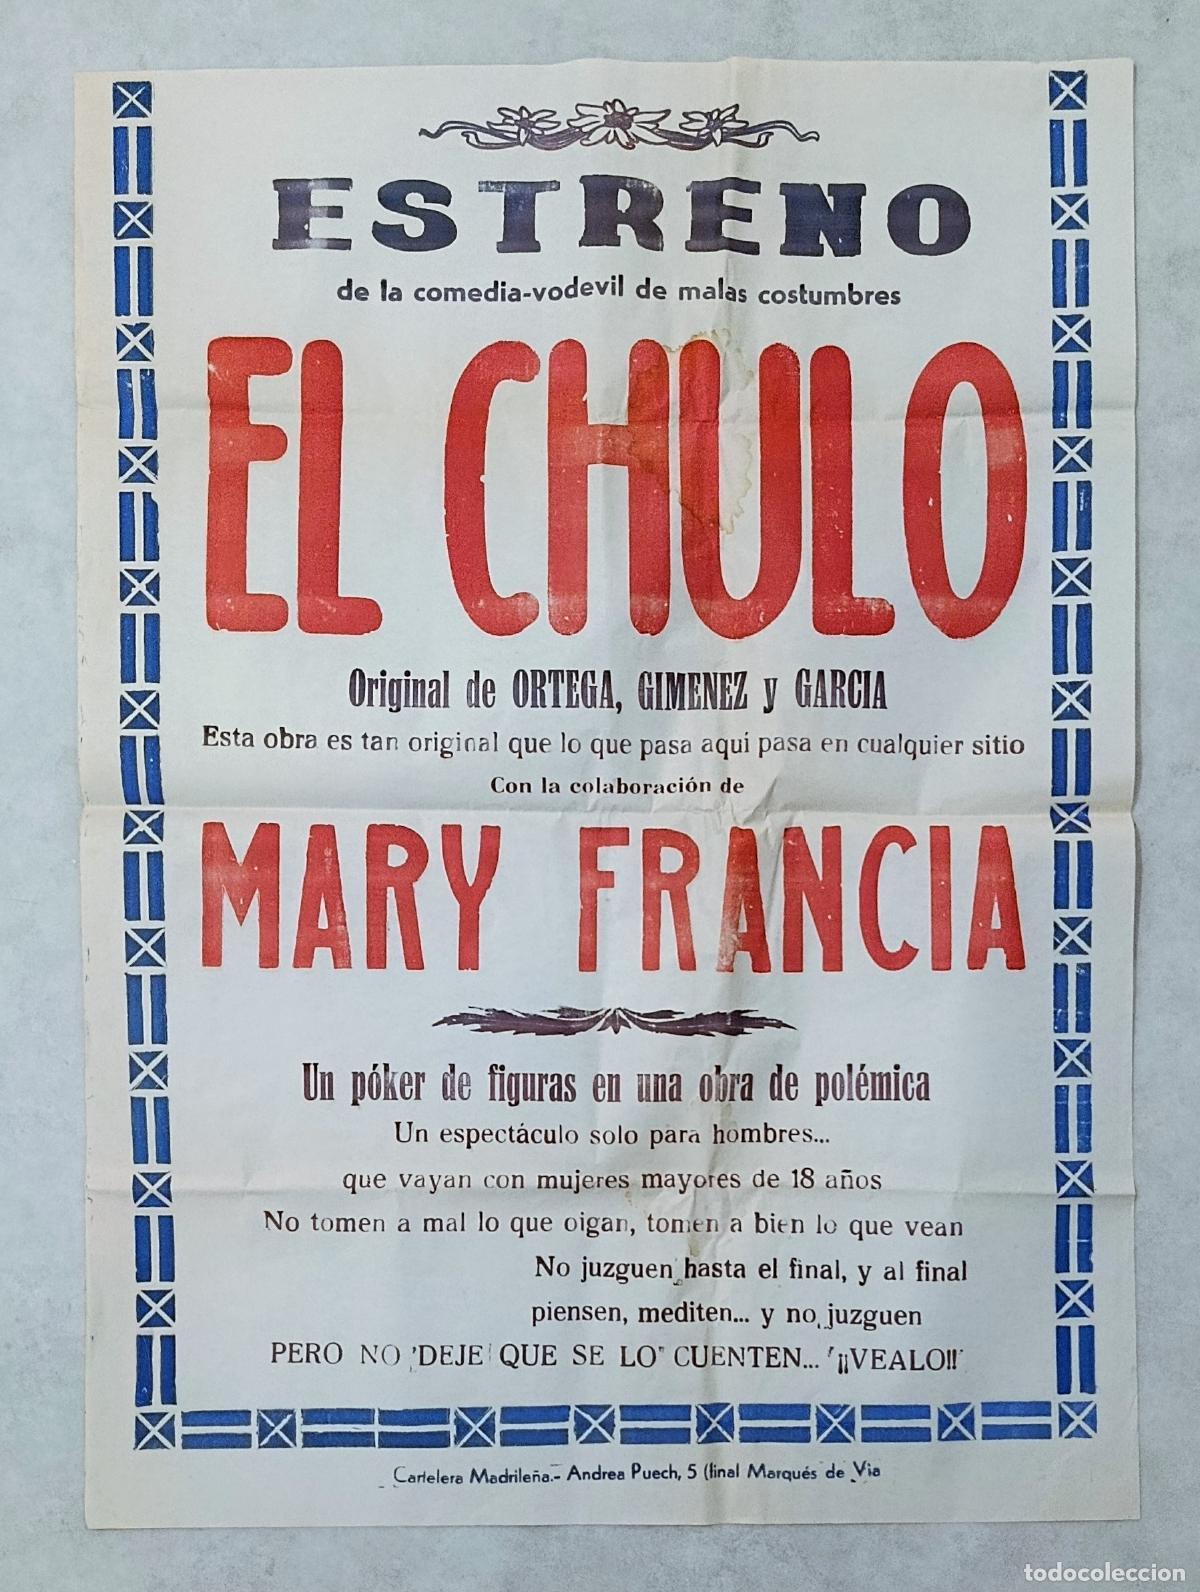 ESTRENO
de la comedia-vodevil de malas costumbres
EL CHULO
Original de ORTEGA, GIMENEZ y GARCIA
Esta obra es tan original que lo que pasa aquí pasa en cualquier sitio
Con la colaboración de
MARY FRANCIA
Un póker de figuras en una obra de polémica
Un espectáculo solo para hombres...
que vayan con mujeres mayores de 18 años
No tomen a mal lo que oigan, tomen a bien lo que vean
No juzguen hasta el final, y al final
piensen, mediten... y no juzguen
PERO NO DEJE QUE SE LO CUENTEN... ¡¡VEALO!!
Cartelera Madrileña.- Andrea Puech, 5 (final Marqués de Via
todocoleccion